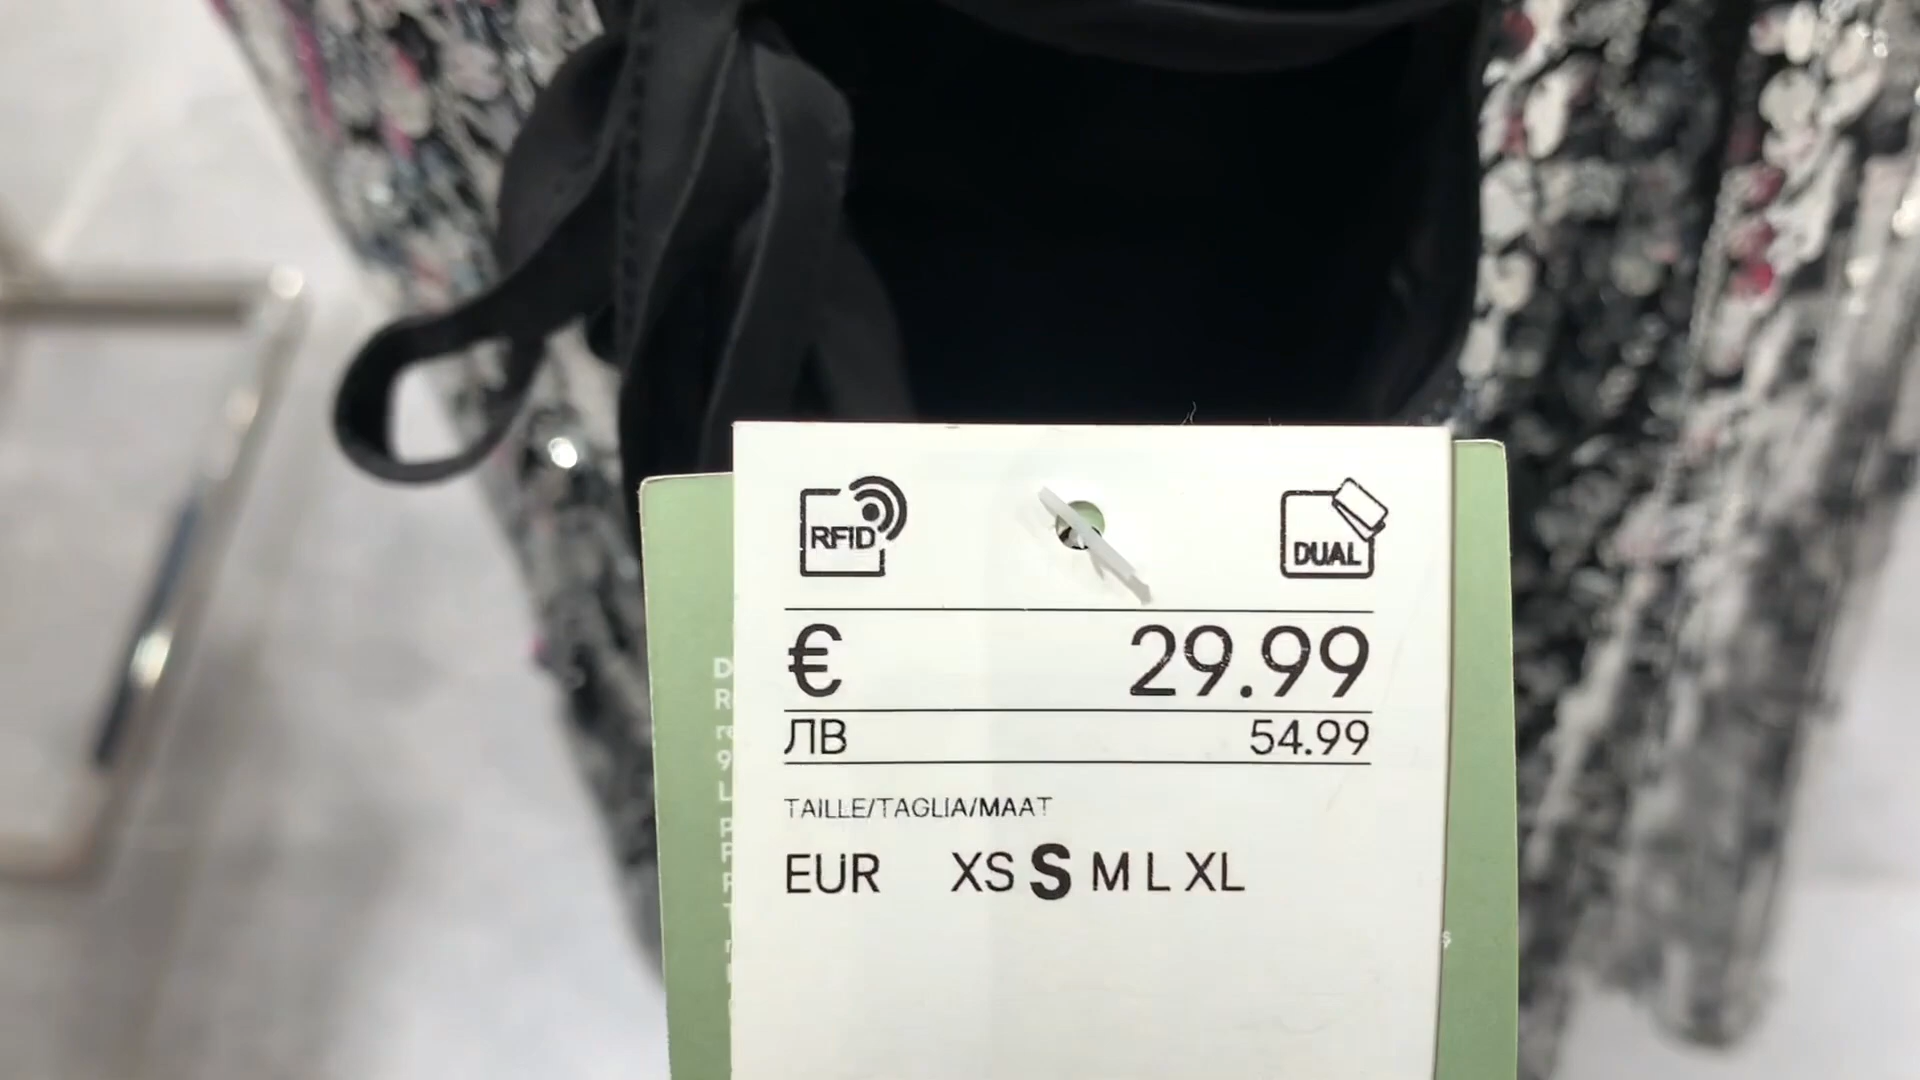 RFID
DUAL
€ 29.99
ЛВ 54.99
TAILLE/TAGLIA/MAAT
EUR XS S M L XL